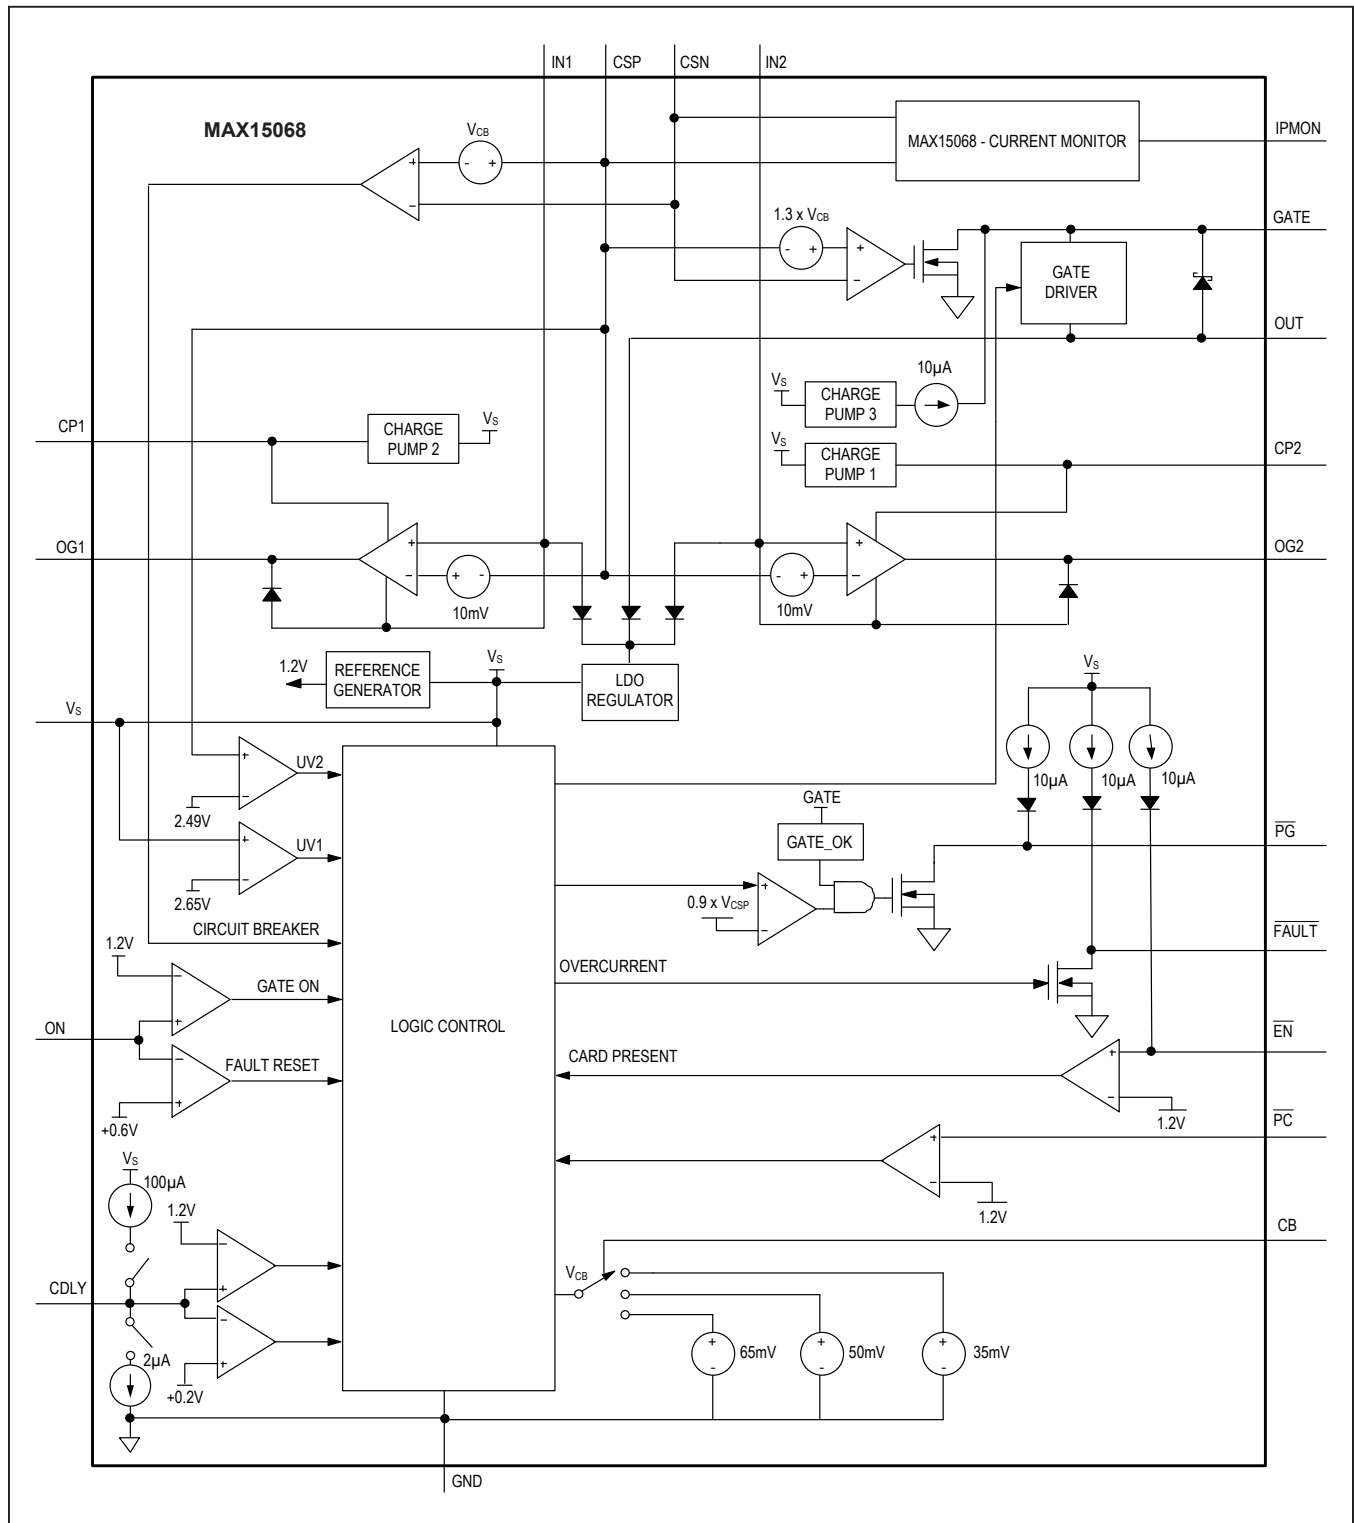 IN1
CSP
CSN
IN2
MAX15068
VCB
- +
+
−
MAX15068 - CURRENT MONITOR
IPMON
1.3 x VCB
- +
+
−
GATE
GATE
DRIVER
OUT
10µA
VS
CHARGE
PUMP 3
CP1
CHARGE
PUMP 2
VS
VS
CHARGE
PUMP 1
CP2
OG1
+
−
+ -
10mV
- +
10mV
+
−
OG2
1.2V
REFERENCE
GENERATOR
VS
LDO
REGULATOR
VS
VS
10µA
10µA
10µA
+
−
UV2
2.49V
+
−
UV1
2.65V
GATE
GATE_OK
PG
0.9 x VCSP
+
−
CIRCUIT BREAKER
1.2V
−
+
GATE ON
OVERCURRENT
FAULT
ON
LOGIC CONTROL
EN
−
+
FAULT RESET
+0.6V
CARD PRESENT
+
−
1.2V
PC
+
−
1.2V
VS
100µA
1.2V
−
+
CB
VCB
CDLY
−
+
2µA
+0.2V
+
-
65mV
+
-
50mV
+
-
35mV
GND